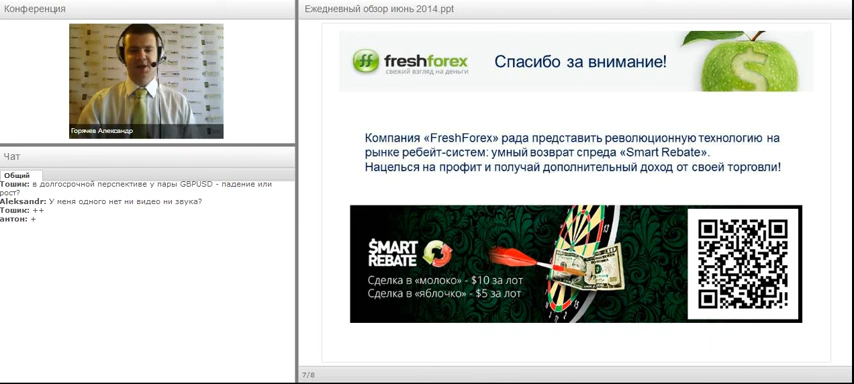 Конференция
Горячев Александр
Чат
Общий
Тошик: в долгосрочной перспективе у пары GBPUSD - падение или
рост?
Aleksandr: У меня одного нет ни видео ни звука?
Тошик: ++
антон: +
Ежедневный обзор июнь 2014.ppt
ff freshforex
свежий взгляд на деньги
Спасибо за внимание!
Компания «FreshForex» рада представить революционную технологию на
рынке ребейт-систем: умный возврат спреда «Smart Rebate».
Нацелься на профит и получай дополнительный доход от своей торговли!
$MART
REBATE
Сделка в «молоко» - $10 за лот
Сделка в «яблочко» - $5 за лот
7/8